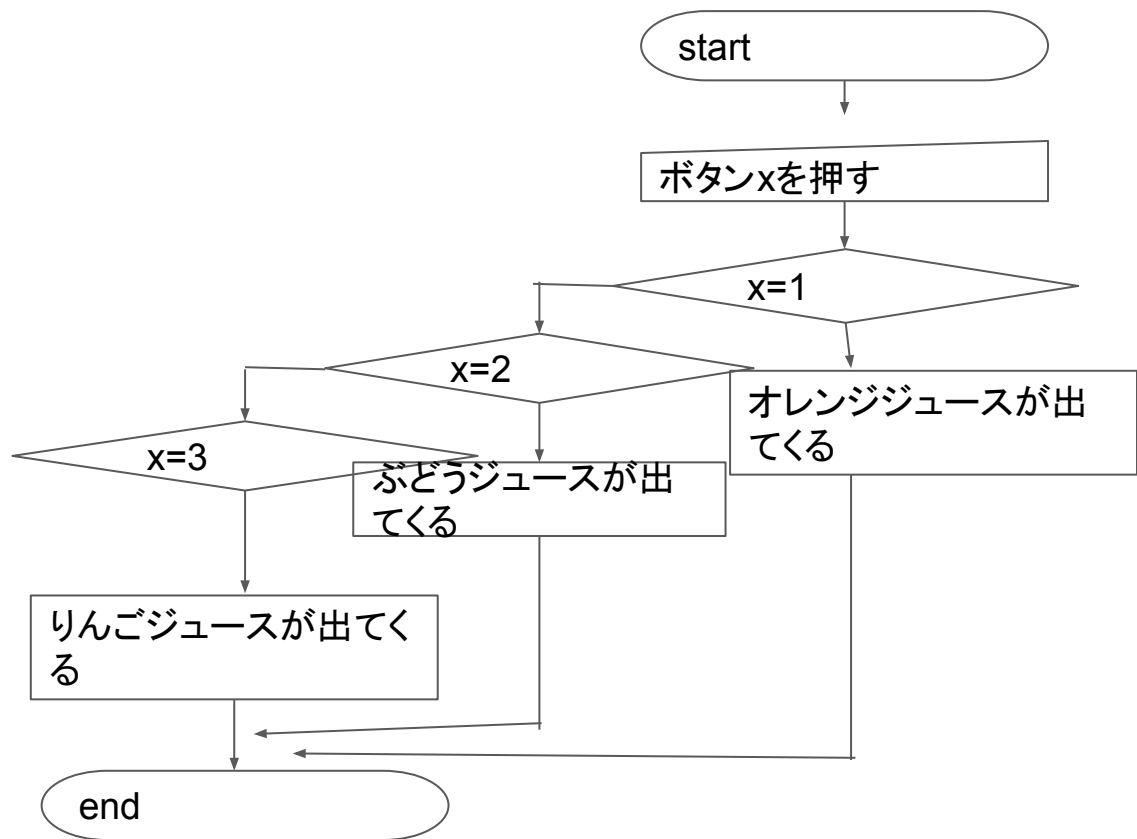 start
ボタンxを押す
x=1
x=2
オレンジジュースが出
てくる
x=3
ぶどうジュースが出
てくる
りんごジュースが出てく
る
end